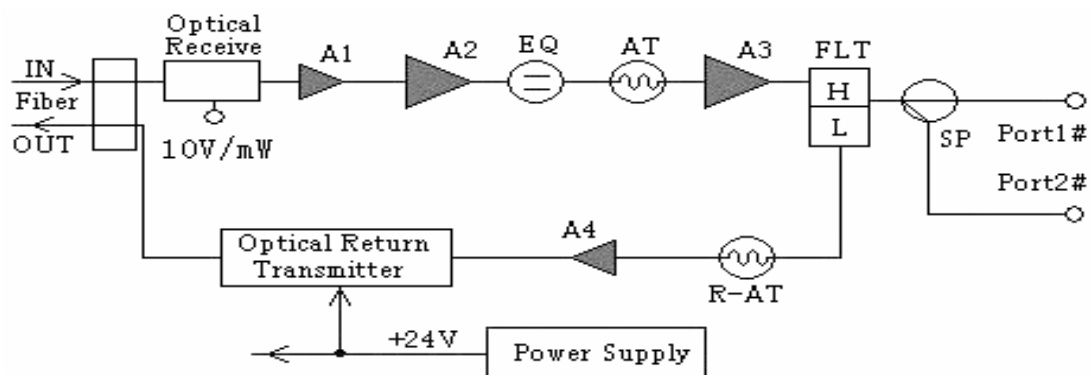 Optical
Receive
A1
A2
EQ
AT
A3
FLT
IN
Fiber
OUT
10V/mW
H
L
SP
Port1#
Port2#
A4
Optical Return
Transmitter
R-AT
+24V
Power Supply